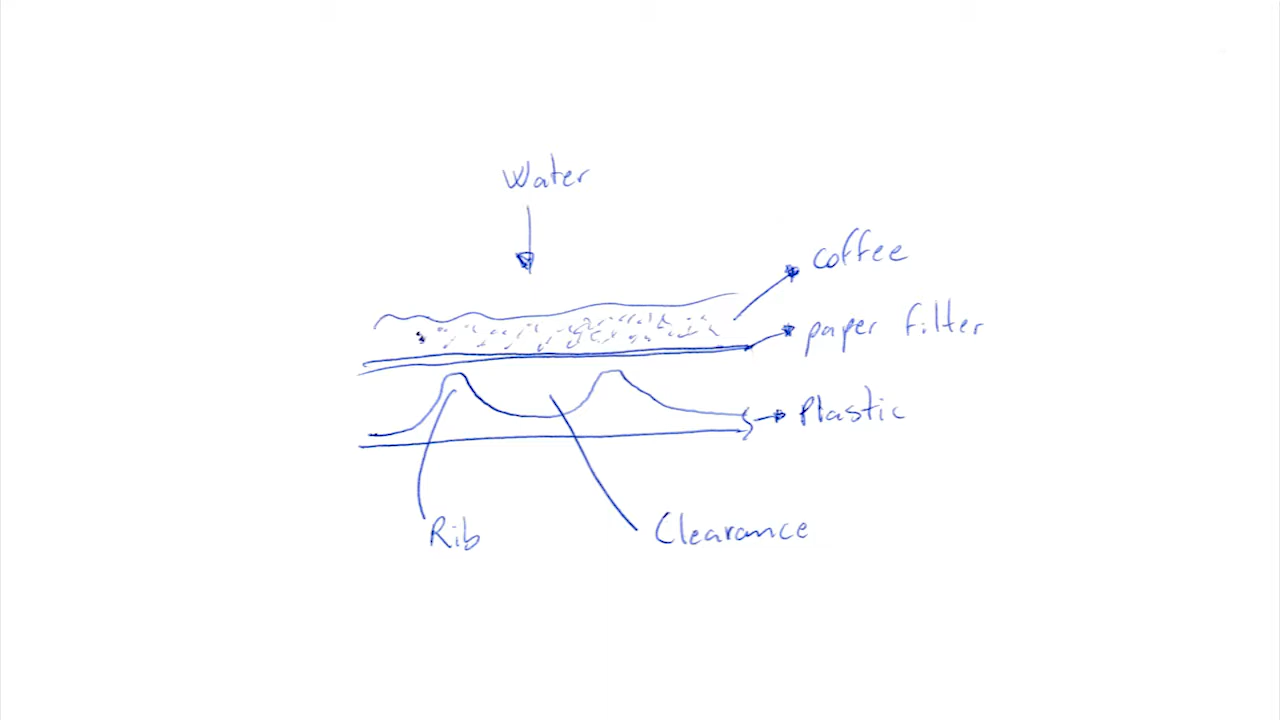 Water
coffee
paper filter
Plastic
Rib
Clearance